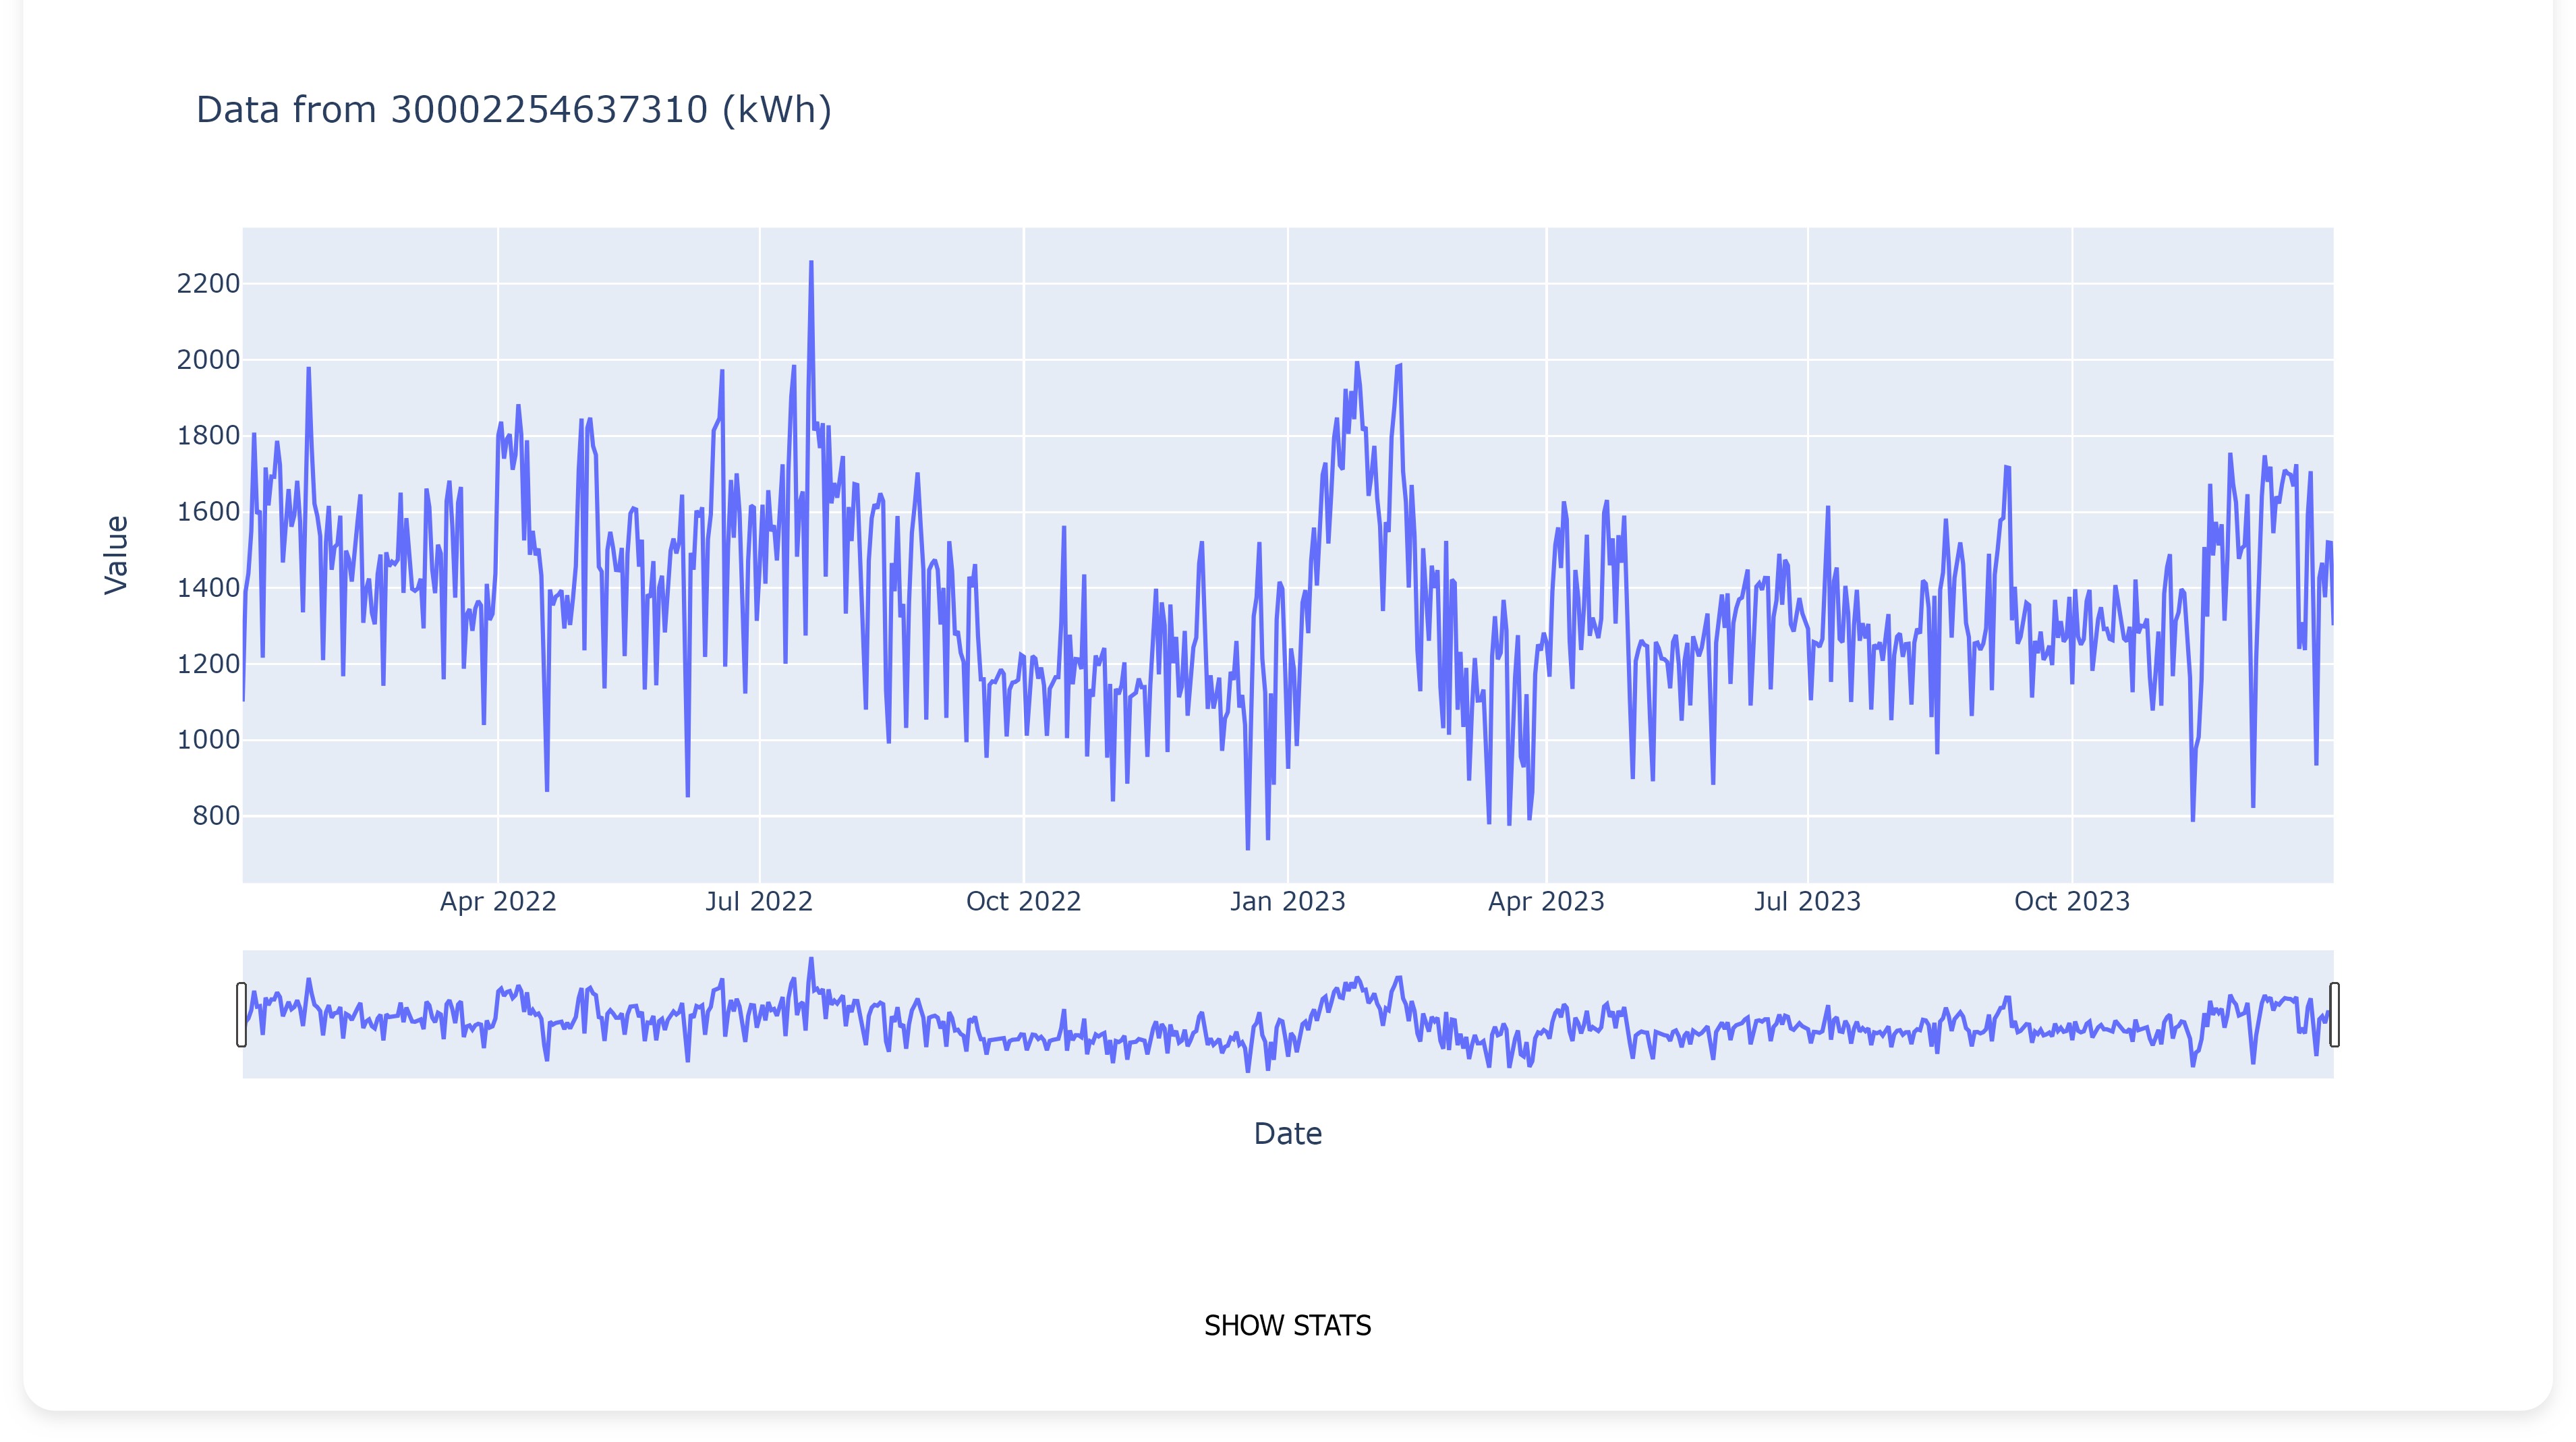 Data from 30002254637310 (kWh)
2200
2000
1800
1600
1400
1200
1000
800
Value
Apr 2022
Jul 2022
Oct 2022
Jan 2023
Apr 2023
Jul 2023
Oct 2023
Date
SHOW STATS